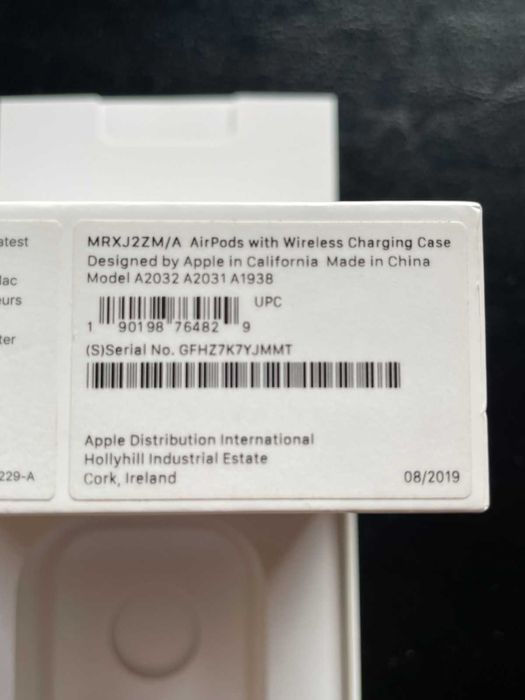 atest
ac
eurs
ter
229-A
MRXJ2ZM/A AirPods with Wireless Charging Case
Designed by Apple in California Made in China
Model A2032 A2031 A1938
UPC
1 90198 76482 9
(S)Serial No. GFHZ7K7YJMMT
Apple Distribution International
Hollyhill Industrial Estate
Cork, Ireland
08/2019